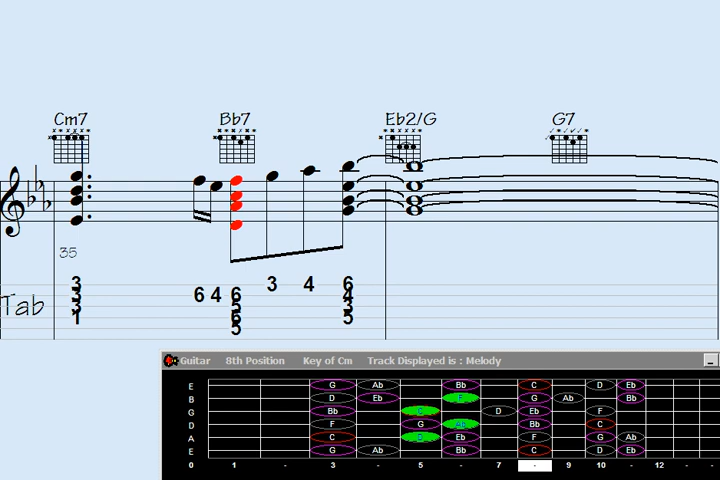 Cm7 Bb7 Eb2/G G7
35
3 3 4 6
3 6 4 6 4
Tab 3 5 3
1 6 5
5
Guitar 8th Position Key of Cm Track Displayed is : Melody
E G Ab Bb C D Eb
B D Eb G Ab Bb
G Bb D Eb F
D F G Ab Bb C
A C Eb F G Ab
E G Ab Bb C D Eb
0 1 - 3 - 5 - 7 - 9 10 - 12 - -